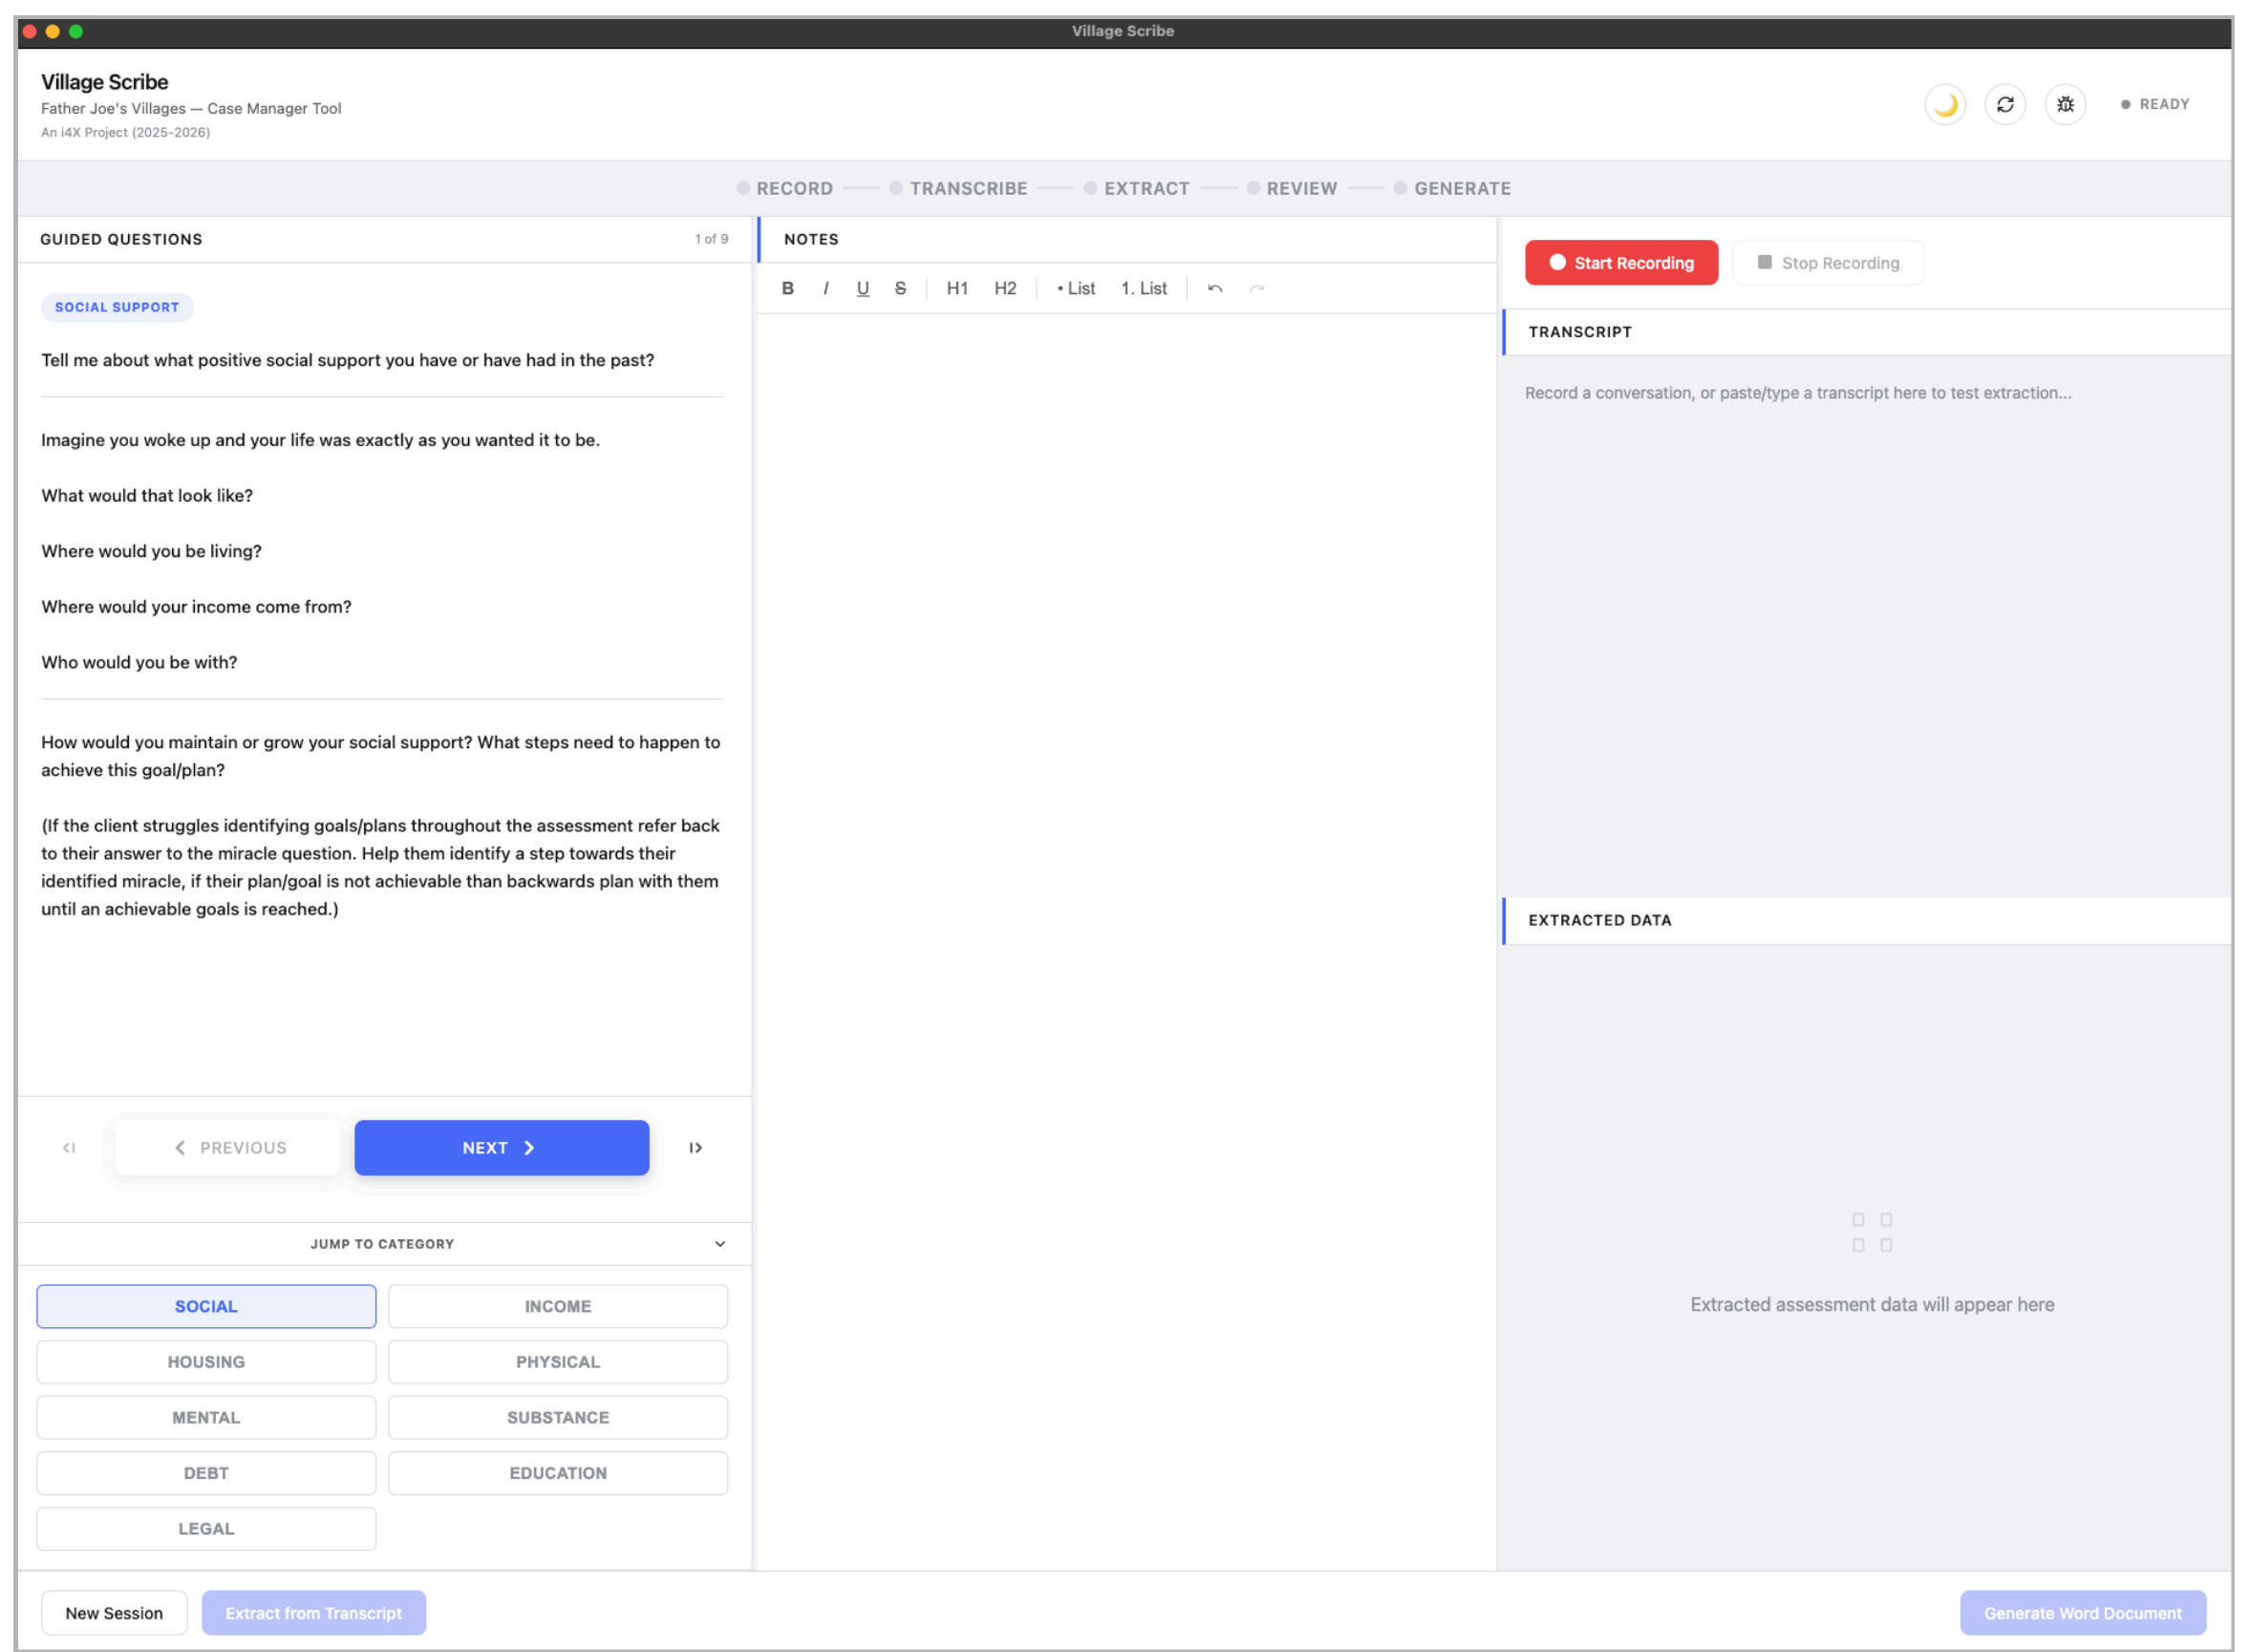 Village Scribe
Village Scribe
Father Joe's Villages — Case Manager Tool
An i4X Project (2025-2026)
READY
RECORD
TRANSCRIBE
EXTRACT
REVIEW
GENERATE
GUIDED QUESTIONS
1 of 9
SOCIAL SUPPORT
Tell me about what positive social support you have or have had in the past?
Imagine you woke up and your life was exactly as you wanted it to be.
What would that look like?
Where would you be living?
Where would your income come from?
Who would you be with?
How would you maintain or grow your social support? What steps need to happen to
achieve this goal/plan?
(If the client struggles identifying goals/plans throughout the assessment refer back
to their answer to the miracle question. Help them identify a step towards their
identified miracle, if their plan/goal is not achievable than backwards plan with them
until an achievable goals is reached.)
PREVIOUS
NEXT
JUMP TO CATEGORY
SOCIAL
INCOME
HOUSING
PHYSICAL
MENTAL
SUBSTANCE
DEBT
EDUCATION
LEGAL
NOTES
B I U S H1 H2 • List 1. List
Start Recording
Stop Recording
TRANSCRIPT
Record a conversation, or paste/type a transcript here to test extraction...
EXTRACTED DATA
Extracted assessment data will appear here
New Session
Extract from Transcript
Generate Word Document